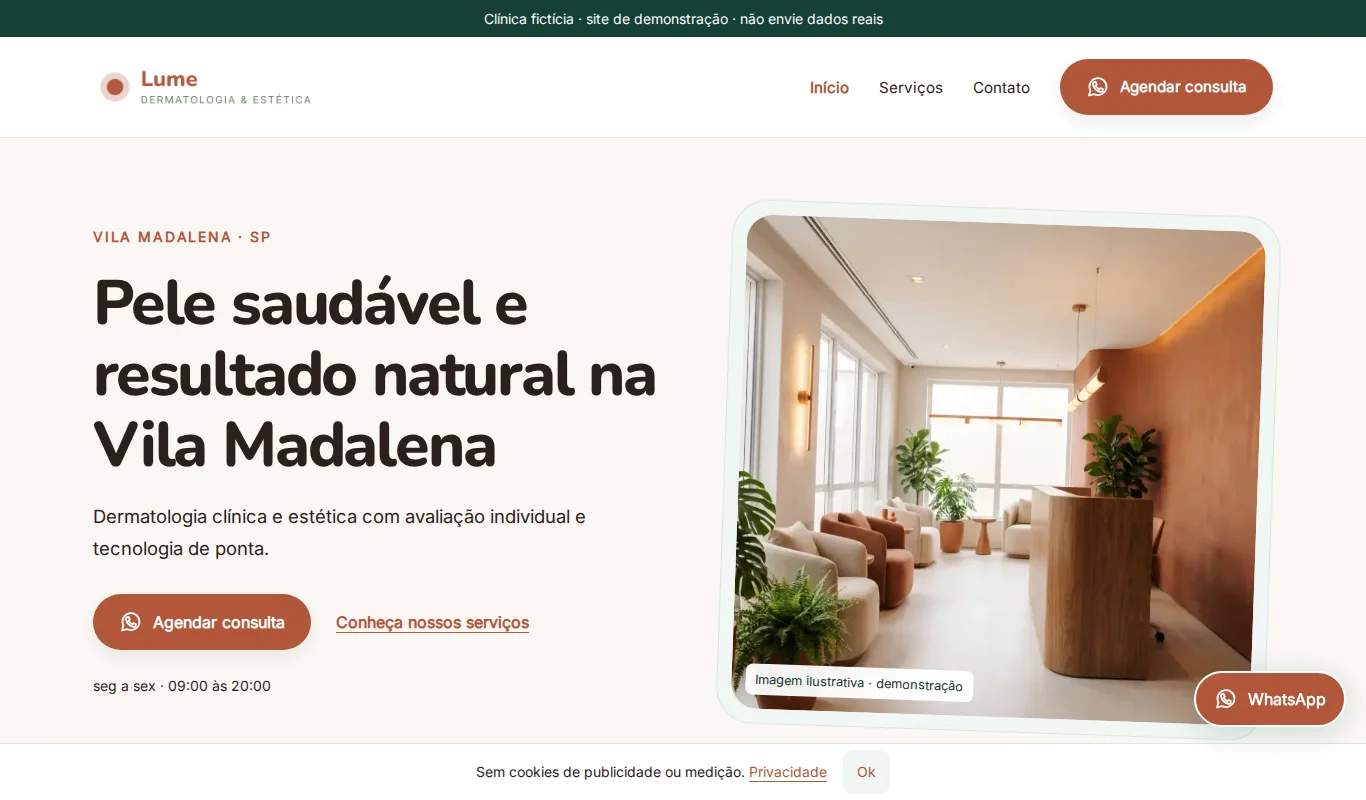 Clínica fictícia · site de demonstração · não envie dados reais
Lume
DERMATOLOGIA & ESTÉTICA
Início
Serviços
Contato
Agendar consulta
VILA MADALENA · SP
Pele saudável e
resultado natural na
Vila Madalena
Dermatologia clínica e estética com avaliação individual e
tecnologia de ponta.
Agendar consulta
Conheça nossos serviços
seg a sex · 09:00 às 20:00
Imagem ilustrativa · demonstração
WhatsApp
Sem cookies de publicidade ou medição. Privacidade
Ok